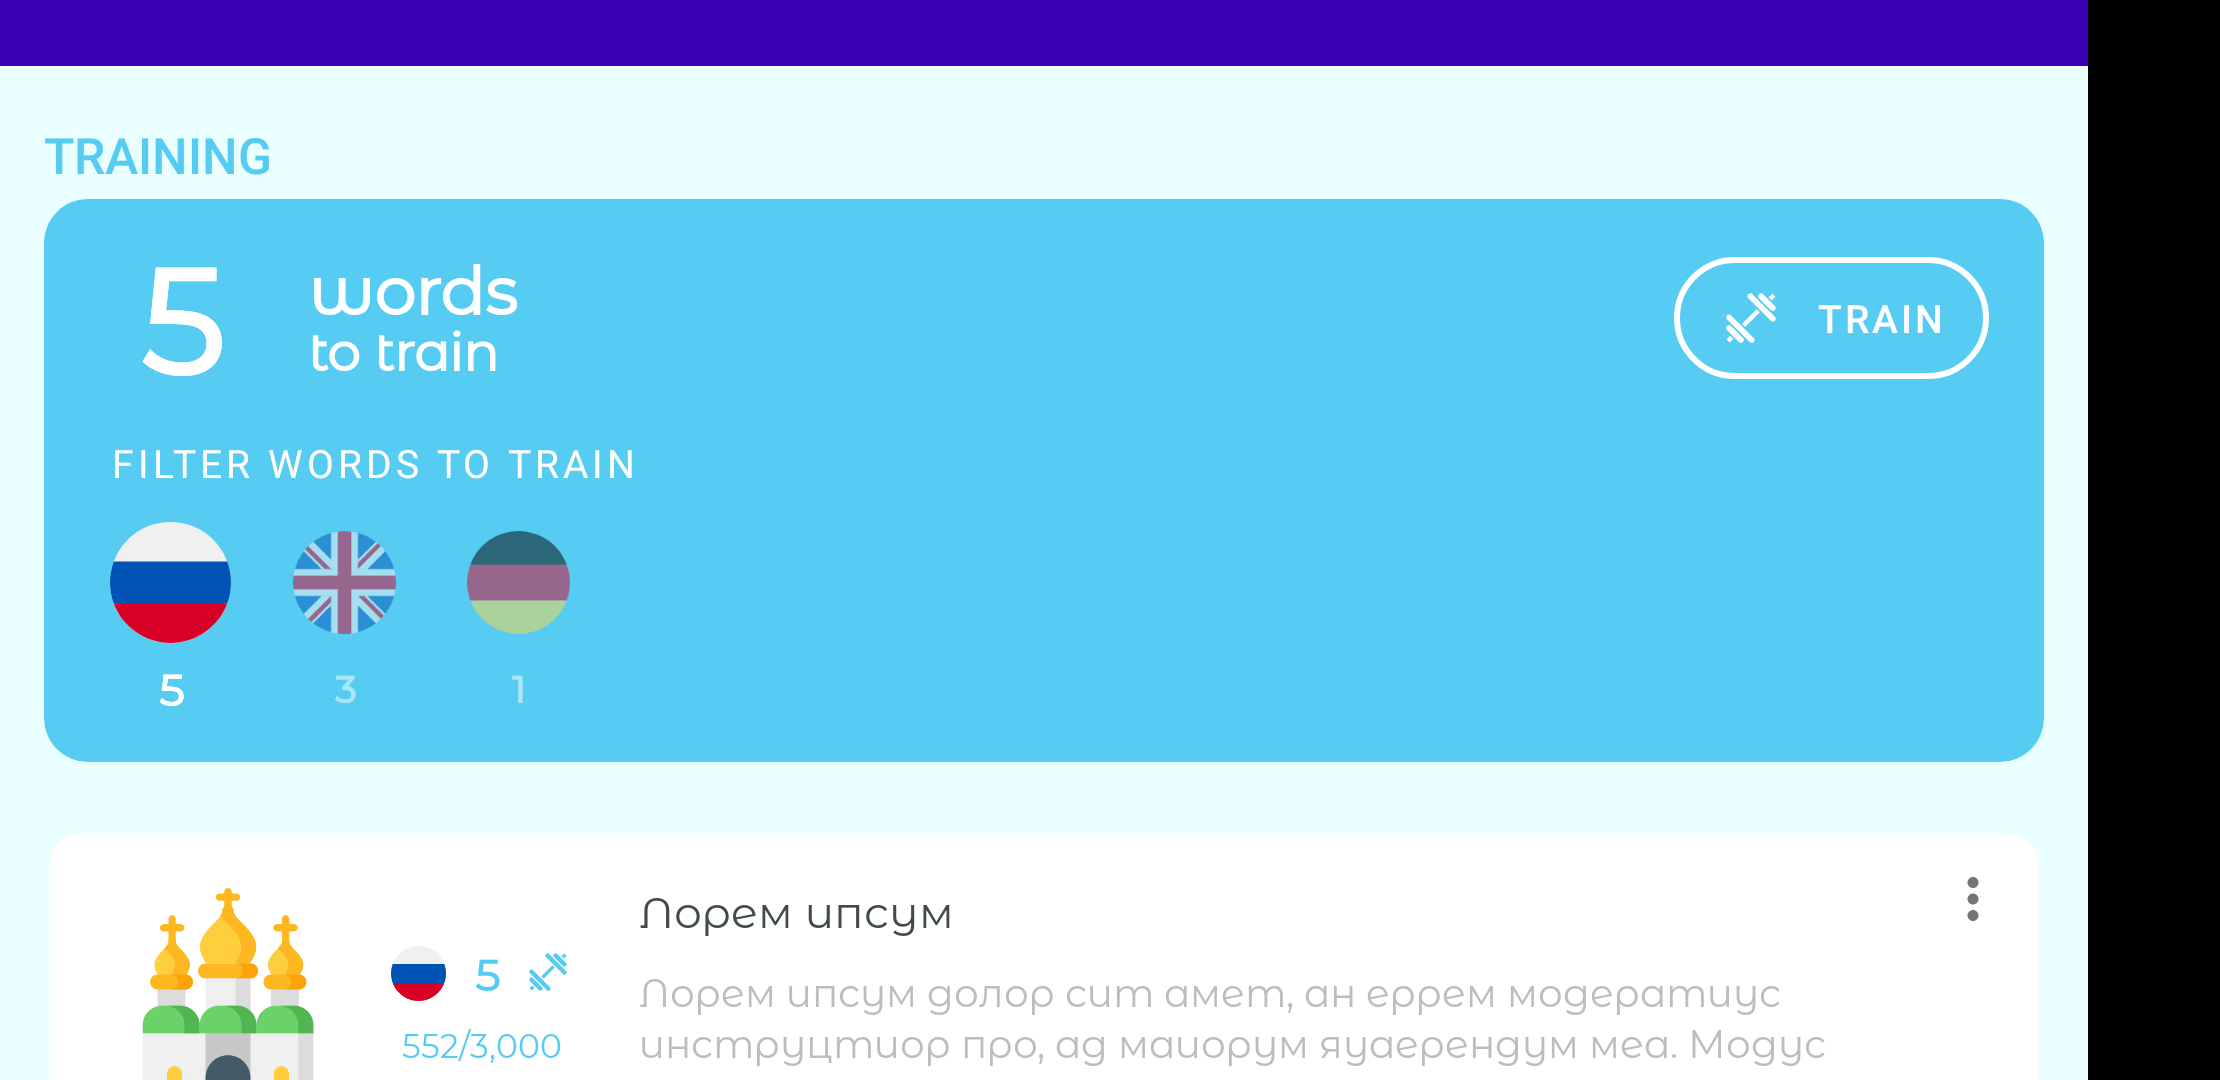 TRAINING
5
words
to train
TRAIN
FILTER WORDS TO TRAIN
5 3 1
Лорем ипсум
5
552/3,000
Лорем ипсум долор сит амет, ан еррем модератиус
инструцтиор про, ад маиорум яуаерендум меа. Модус